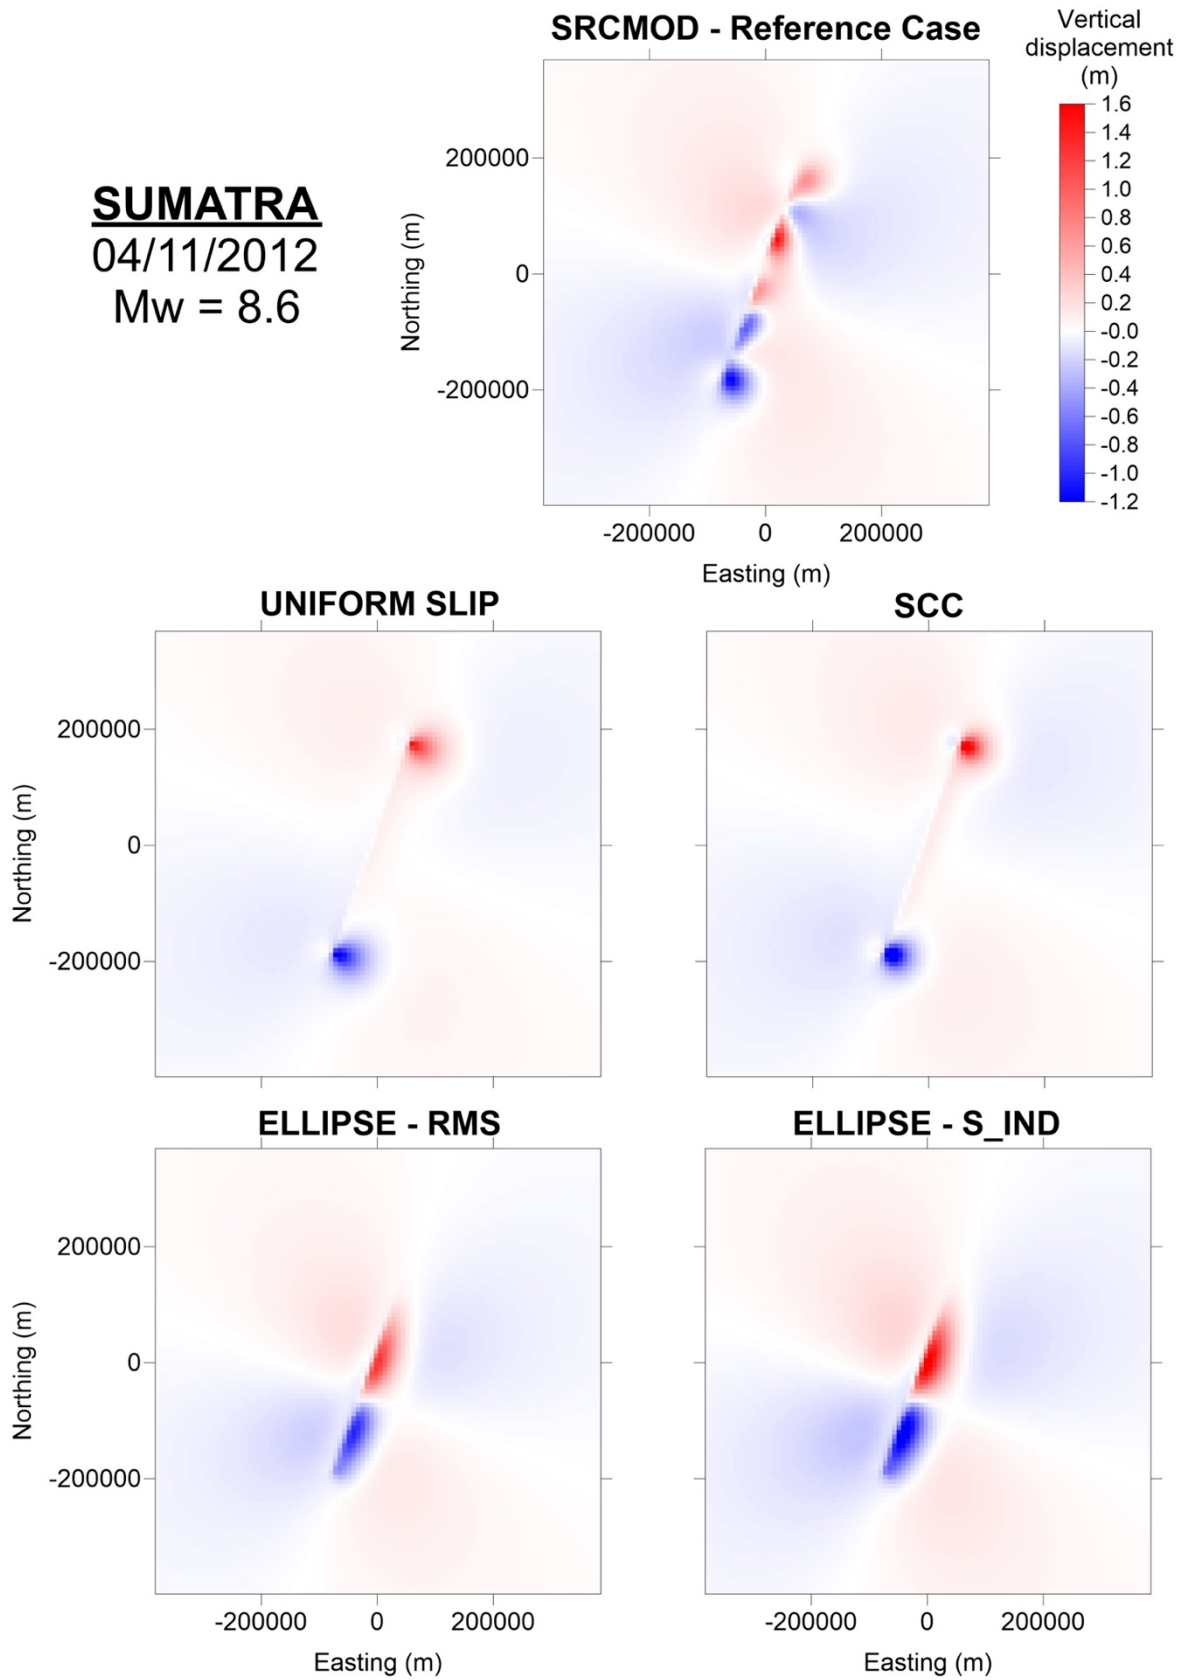 SRCMOD - Reference Case
Vertical
displacement
(m)
SUMATRA
04/11/2012
Mw = 8.6
Northing (m)
200000
0
-200000
-200000 0 200000
Easting (m)
1.6
1.4
1.2
1.0
0.8
0.6
0.4
0.2
-0.0
-0.2
-0.4
-0.6
-0.8
-1.0
-1.2
UNIFORM SLIP
SCC
Northing (m)
200000
0
-200000
ELLIPSE - RMS
ELLIPSE - S_IND
Northing (m)
200000
0
-200000
-200000 0 200000
Easting (m)
-200000 0 200000
Easting (m)